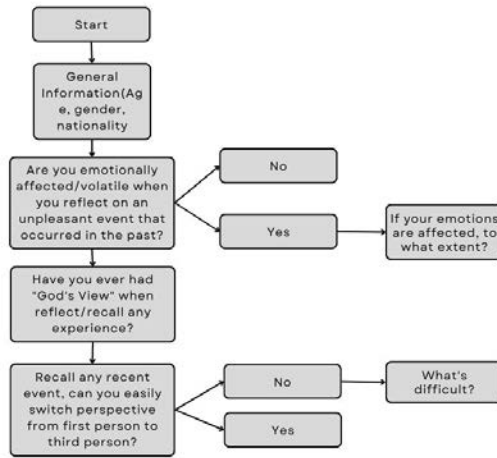 Start
General
Information(Ag
e, gender,
nationality
Are you emotionally
affected/volatile when
you reflect on an
unpleasant event that
occurred in the past?
No
Yes
If your emotions
are affected, to
what extent?
Have you ever had
"God's View" when
reflect/recall any
experience?
Recall any recent
event, can you easily
switch perspective
from first person to
third person?
No
What's
difficult?
Yes